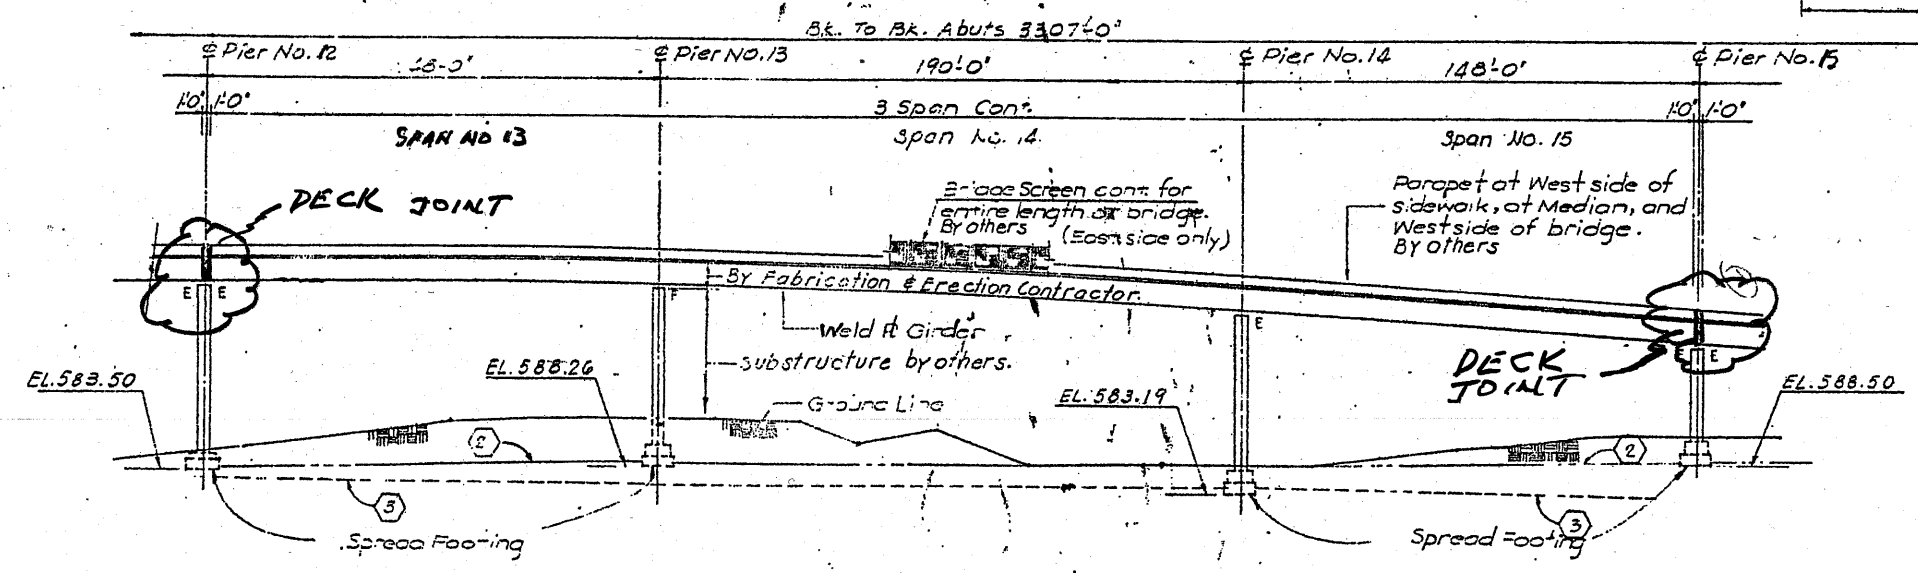 Bk. To Bk. Abuts 3307'-0"
℄ Pier No. 12
℄ Pier No. 13
℄ Pier No. 14
℄ Pier No. 15
190'-0"
148'-0"
1'-0" 1'-0"
3 Span Cont.
1'-0" 1'-0"
SPAN NO 13
Span No. 14
Span No. 15
DECK JOINT
Bridge Screen cont. for
entire length of bridge.
By others (East side only)
Parapet at West side of
sidewalk, at Median, and
West side of bridge.
By others
By Fabrication & Erection Contractor.
E E
E
E E
Weld ℄ Girder
Substructure by others.
DECK
JOINT
EL. 583.50
EL. 588.26
EL. 583.19
EL. 588.50
Ground Line
2
2
3
3
Spread Footing
Spread Footing